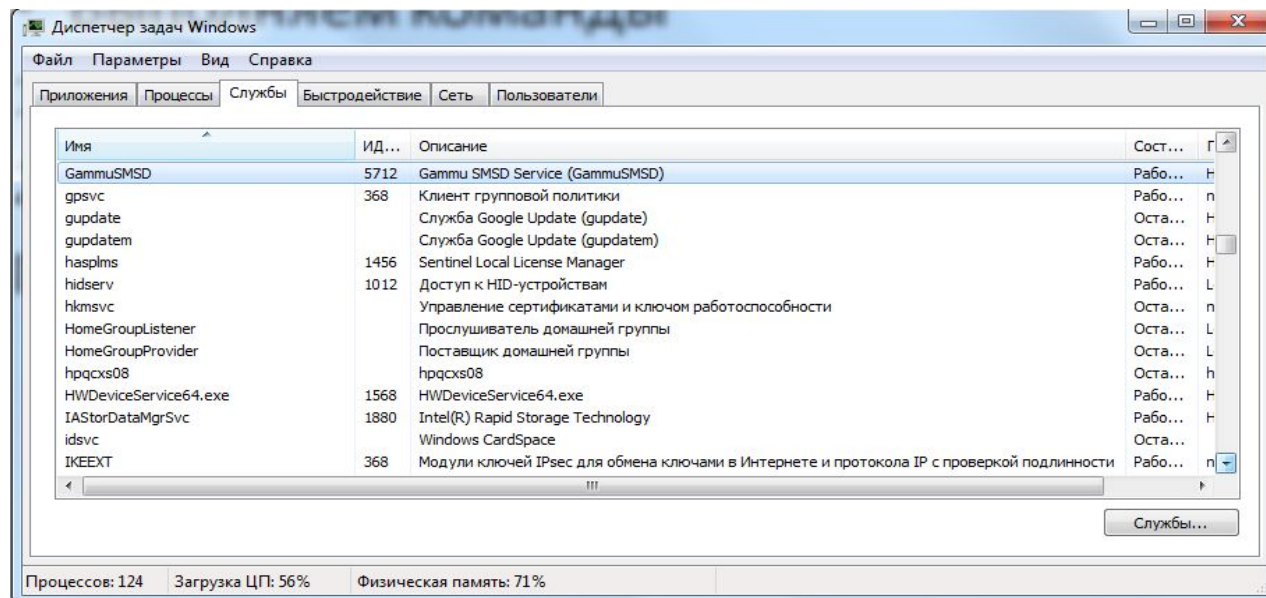 выполняем команды
Диспетчер задач Windows
Файл Параметры Вид Справка
Приложения Процессы Службы Быстродействие Сеть Пользователи
Имя ИД... Описание Сост... Г
GammuSMSD 5712 Gammu SMSD Service (GammuSMSD) Рабо... Н
gpsvc 368 Клиент групповой политики Рабо... n
gupdate Служба Google Update (gupdate) Оста... Н
gupdatem Служба Google Update (gupdatem) Оста... Н
hasplms 1456 Sentinel Local License Manager Рабо... Н
hidserv 1012 Доступ к HID-устройствам Рабо... L
hkmsvc Управление сертификатами и ключом работоспособности Оста... n
HomeGroupListener Прослушиватель домашней группы Оста... L
HomeGroupProvider Поставщик домашней группы Оста... L
hpqcxs08 hpqcxs08 Оста... h
HWDeviceService64.exe 1568 HWDeviceService64.exe Рабо... Н
IAStorDataMgrSvc 1880 Intel(R) Rapid Storage Technology Рабо... Н
idsvc Windows CardSpace Оста...
IKEEXT 368 Модули ключей IPsec для обмена ключами в Интернете и протокола IP с проверкой подлинности Рабо... n
Службы...
Процессов: 124 Загрузка ЦП: 56% Физическая память: 71%